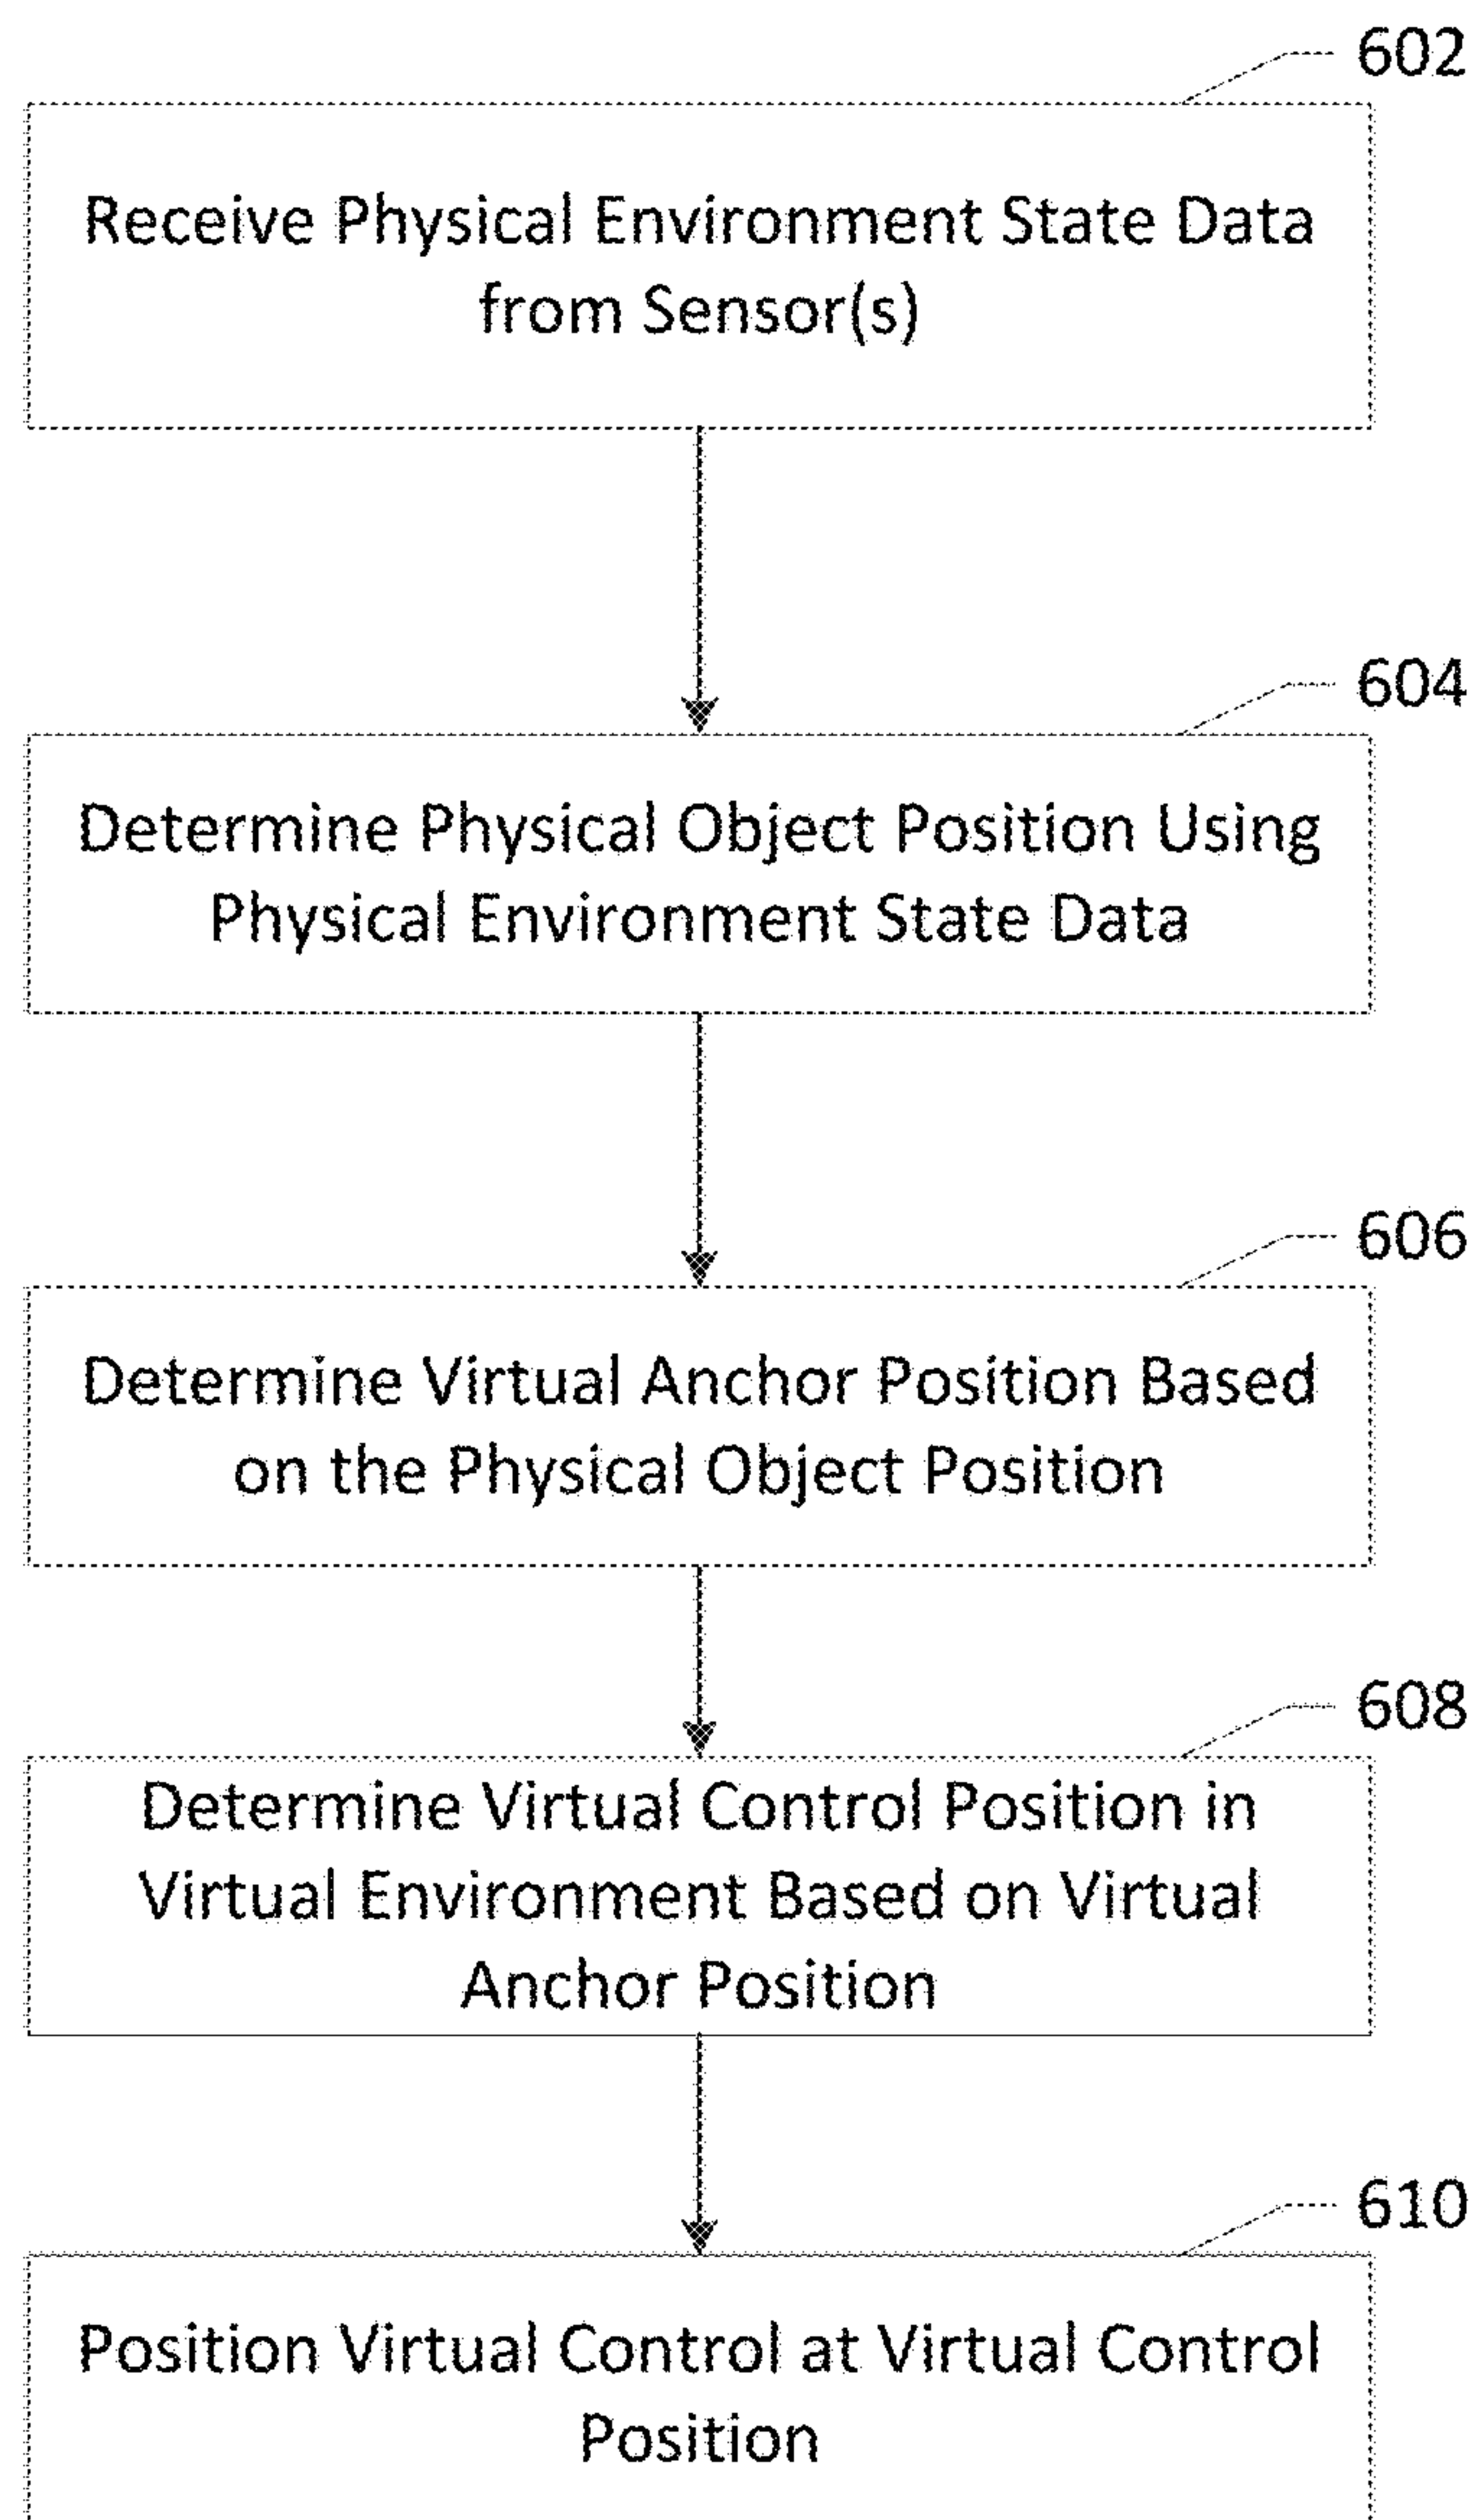 602
Receive Physical Environment State Data
from Sensor(s)
604
Determine Physical Object Position Using
Physical Environment State Data
606
Determine Virtual Anchor Position Based
on the Physical Object Position
608
Determine Virtual Control Position in
Virtual Environment Based on Virtual
Anchor Position
610
Position Virtual Control at Virtual Control
Position